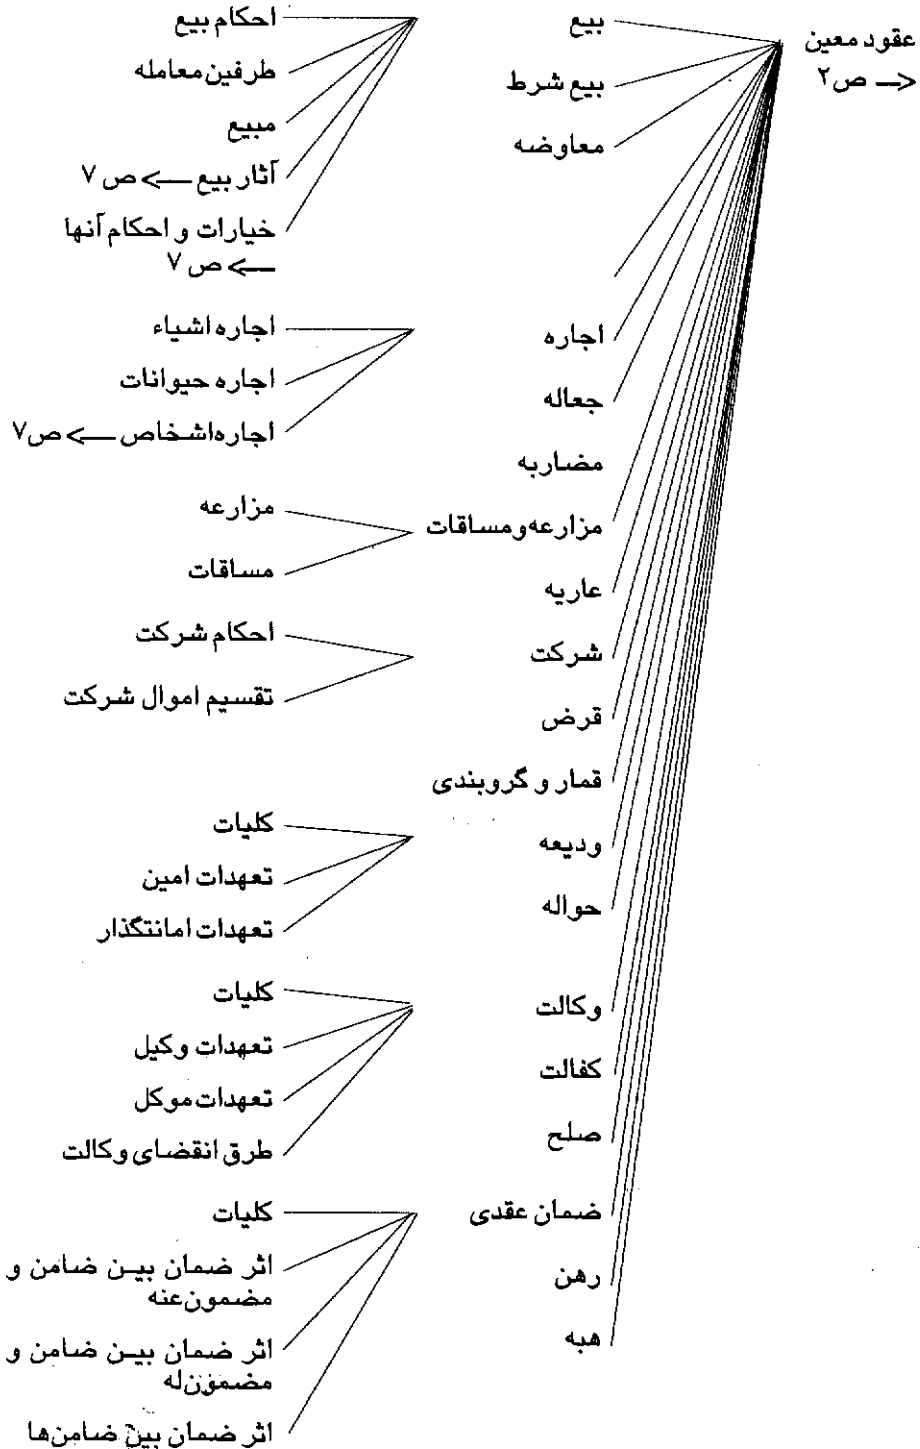 عقود معین
<— ص۲
بیع
بیع شرط
معاوضه
اجاره
جعاله
مضاربه
مزارعه‌و‌مساقات
عاریه
شرکت
قرض
قمار و گروبندی
ودیعه
حواله
وکالت
کفالت
صلح
ضمان عقدی
رهن
هبه
احکام بیع
طرفین‌معامله
مبیع
آثار بیع —> ص ۷
خیارات و احکام آنها
—> ص ۷
اجاره اشیاء
اجاره حیوانات
اجاره‌اشخاص —> ص۷
مزارعه
مساقات
احکام شرکت
تقسیم اموال شرکت
کلیات
تعهدات امین
تعهدات امانتگذار
کلیات
تعهدات وکیل
تعهدات‌موکل
طرق انقضای وکالت
کلیات
اثر ضمان بین ضامن و
مضمون‌عنه
اثر ضمان بین ضامن و
مضمون‌له
اثر ضمان بین ضامن‌ها